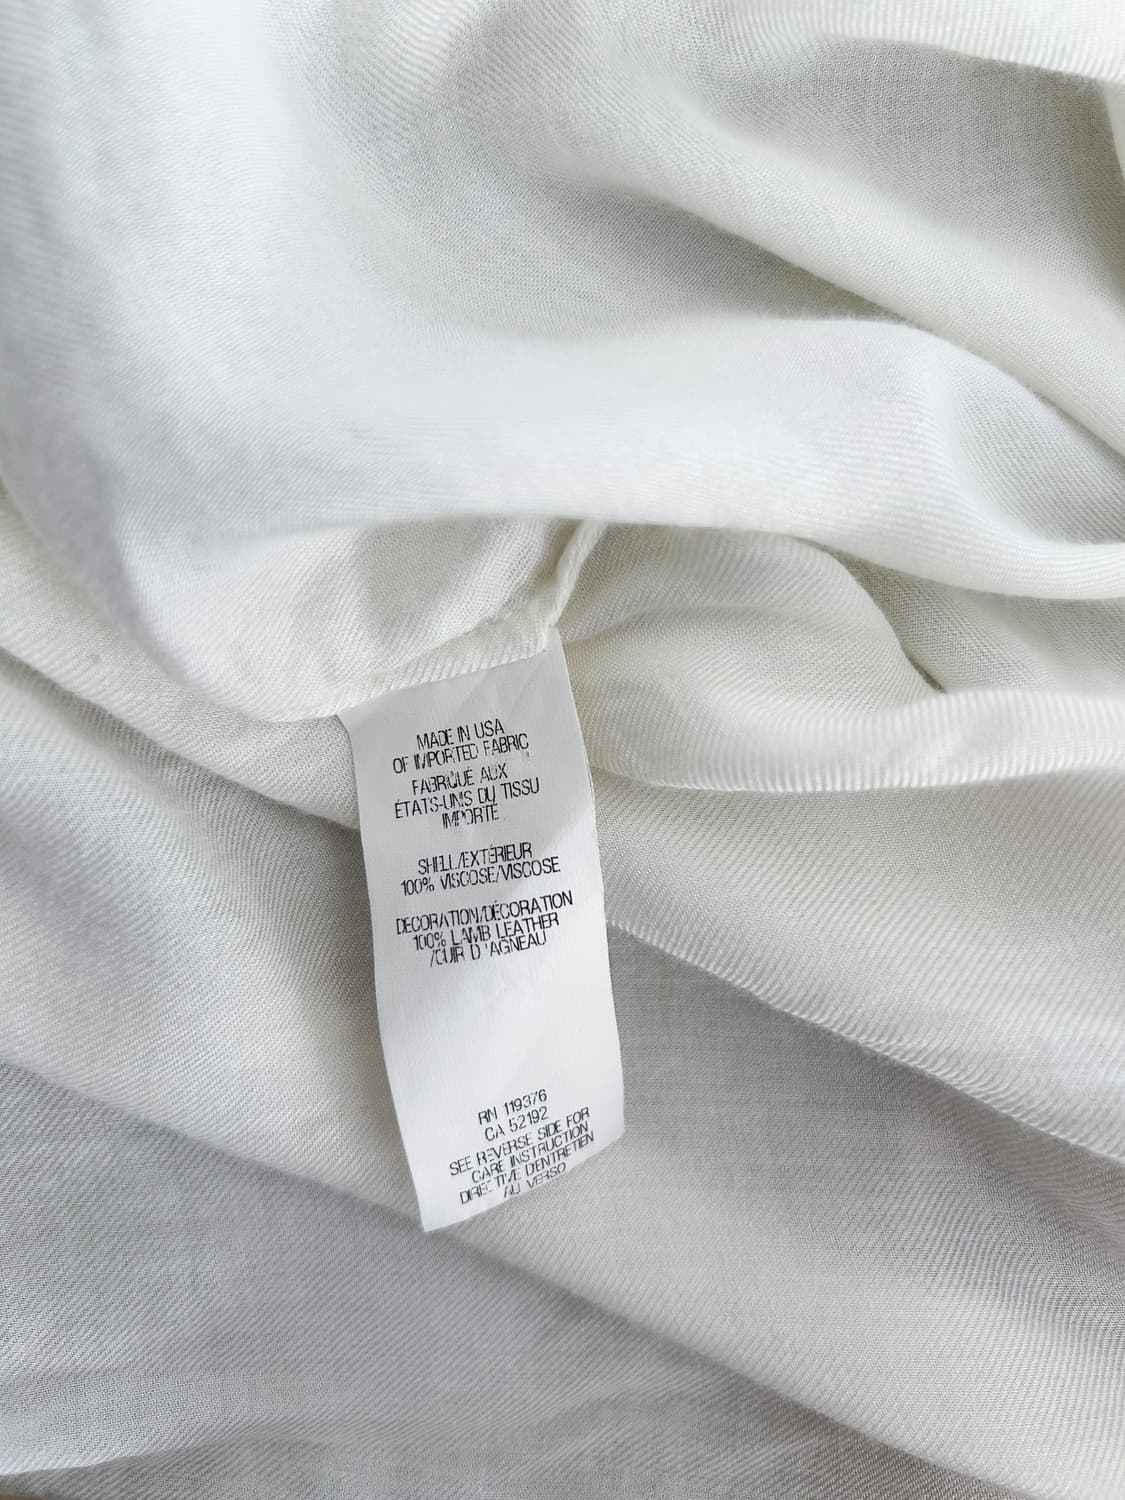 MADE IN USA
OF IMPORTED FABRIC
FABRIQUÉ AUX
ÉTATS-UNIS DU TISSU
IMPORTÉ
SHELL/EXTÉRIEUR
100% VISCOSE/VISCOSE
DECORATION/DÉCORATION
100% LAMB LEATHER
/CUIR D'AGNEAU
RN 119376
CA 52192
SEE REVERSE SIDE FOR
CARE INSTRUCTION
DIRECTIVE D'ENTRETIEN
AU VERSO